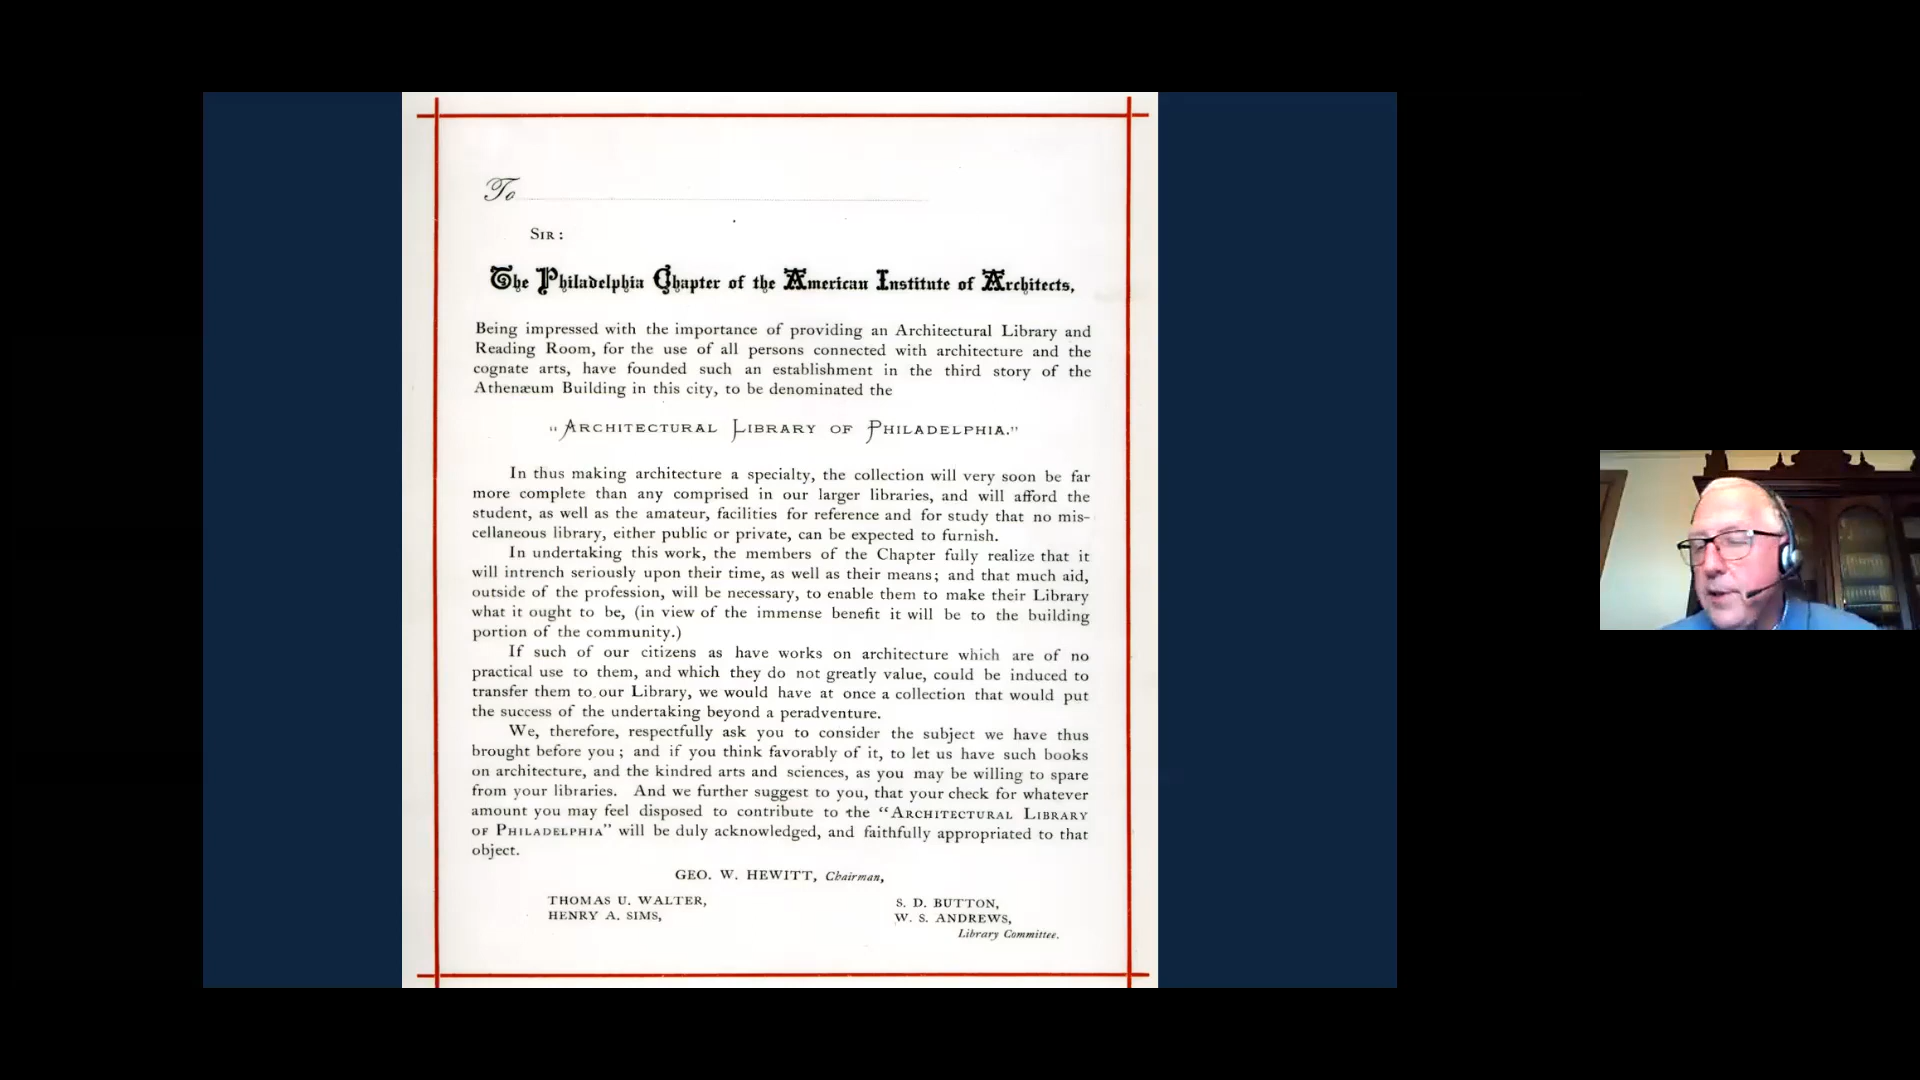 To
Sir:
The Philadelphia Chapter of the American Institute of Architects,
Being impressed with the importance of providing an Architectural Library and
Reading Room, for the use of all persons connected with architecture and the
cognate arts, have founded such an establishment in the third story of the
Athenæum Building in this city, to be denominated the
"Architectural Library of Philadelphia."
In thus making architecture a specialty, the collection will very soon be far
more complete than any comprised in our larger libraries, and will afford the
student, as well as the amateur, facilities for reference and for study that no mis-
cellaneous library, either public or private, can be expected to furnish.
In undertaking this work, the members of the Chapter fully realize that it
will intrench seriously upon their time, as well as their means; and that much aid,
outside of the profession, will be necessary, to enable them to make their Library
what it ought to be, (in view of the immense benefit it will be to the building
portion of the community.)
If such of our citizens as have works on architecture which are of no
practical use to them, and which they do not greatly value, could be induced to
transfer them to our Library, we would have at once a collection that would put
the success of the undertaking beyond a peradventure.
We, therefore, respectfully ask you to consider the subject we have thus
brought before you; and if you think favorably of it, to let us have such books
on architecture, and the kindred arts and sciences, as you may be willing to spare
from your libraries. And we further suggest to you, that your check for whatever
amount you may feel disposed to contribute to the "Architectural Library
of Philadelphia" will be duly acknowledged, and faithfully appropriated to that
object.
GEO. W. HEWITT, Chairman,
THOMAS U. WALTER, S. D. BUTTON,
HENRY A. SIMS, W. S. ANDREWS,
Library Committee.